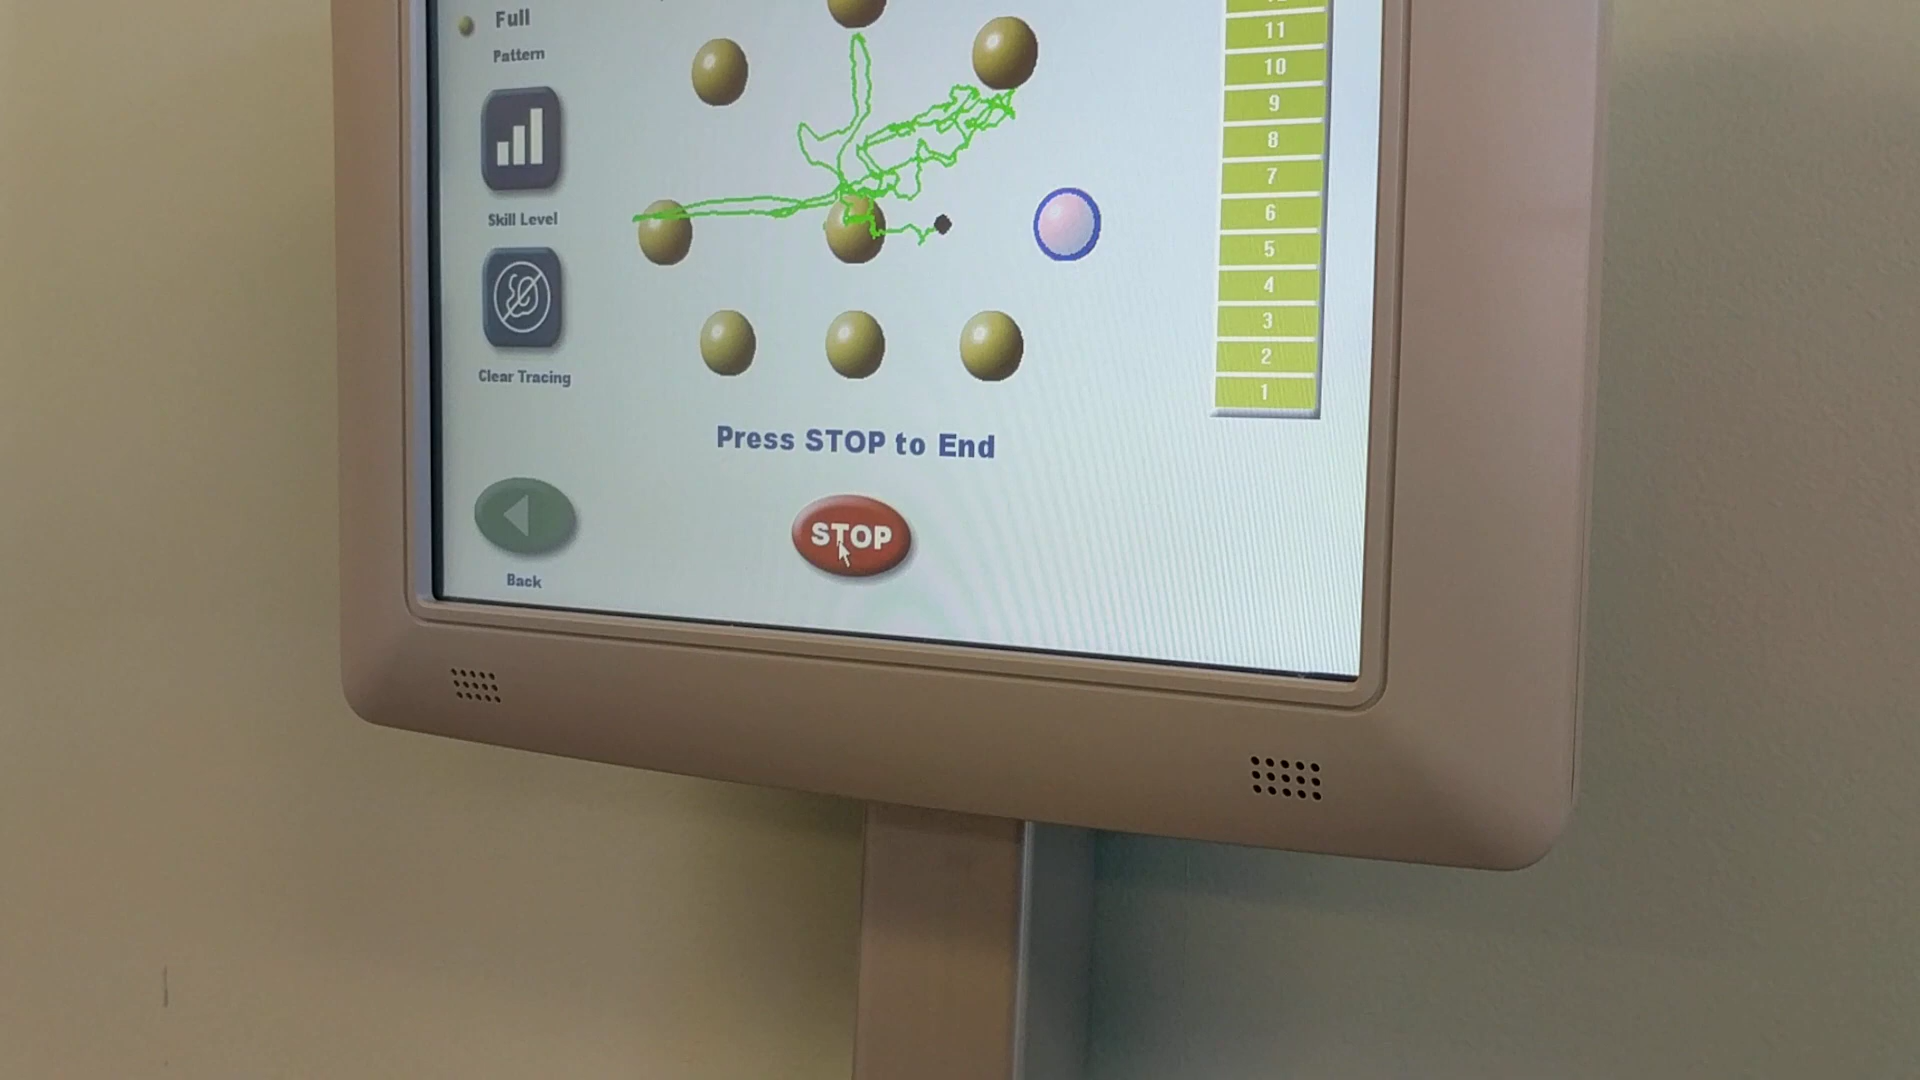 Full
Pattern
Skill Level
Clear Tracing
11
10
9
8
7
6
5
4
3
2
1
Press STOP to End
STOP
Back